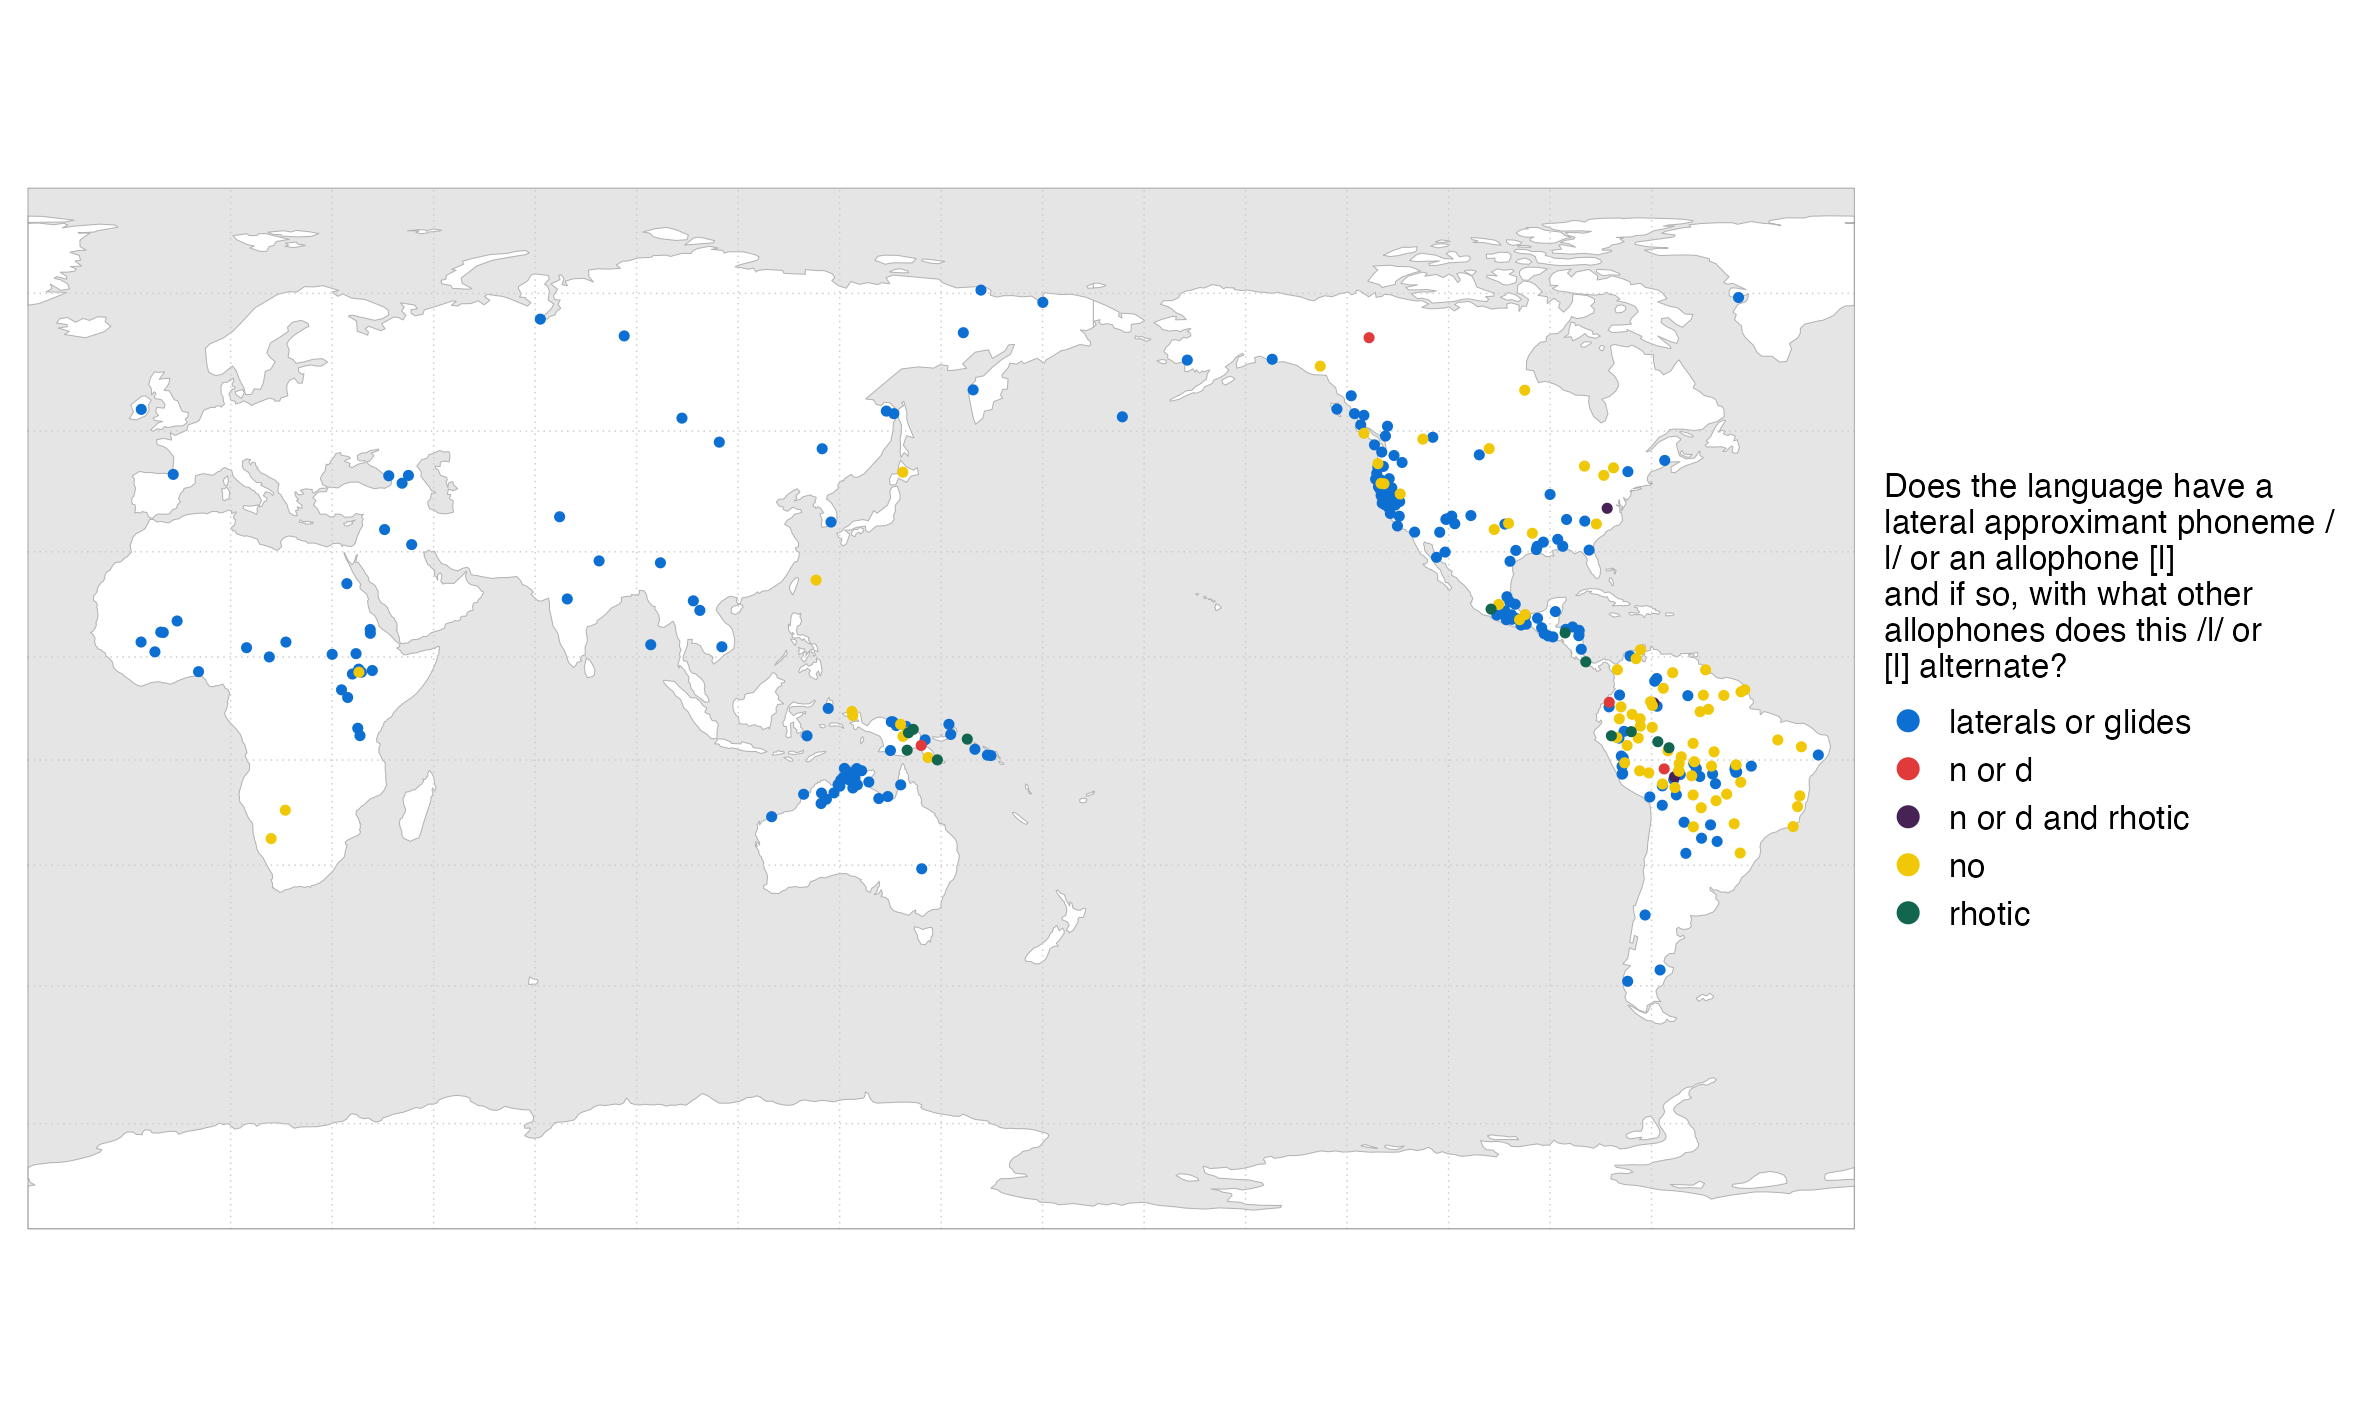 Does the language have a
lateral approximant phoneme /
l/ or an allophone [l]
and if so, with what other
allophones does this /l/ or
[l] alternate?
laterals or glides
n or d
n or d and rhotic
no
rhotic